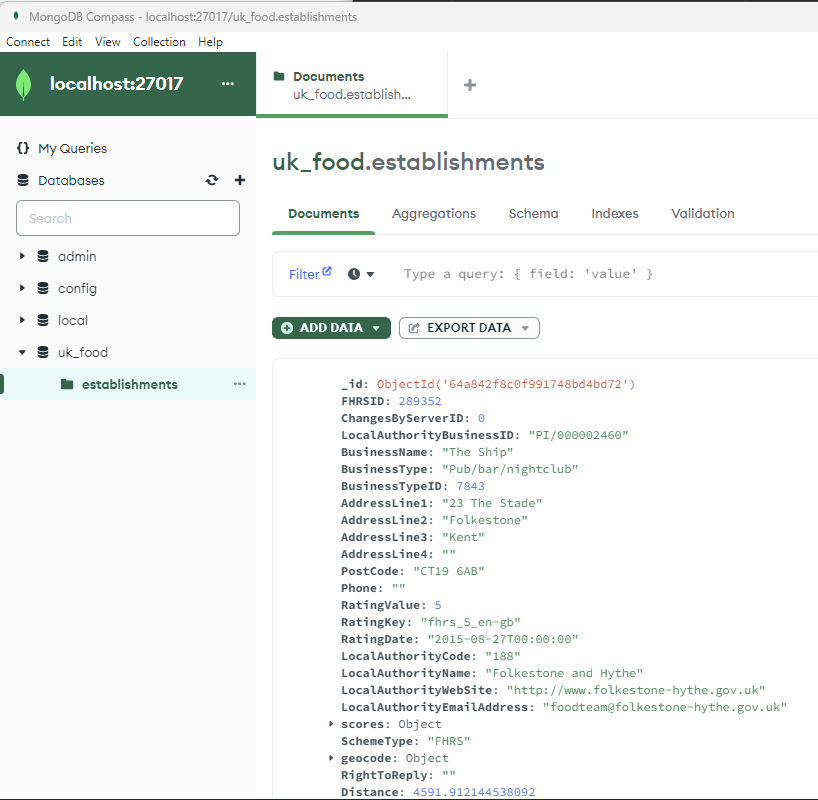 MongoDB Compass - localhost:27017/uk_food.establishments
Connect Edit View Collection Help
localhost:27017 ...
Documents
uk_food.establish...
My Queries
Databases
Search
admin
config
local
uk_food
establishments ...
uk_food.establishments
Documents Aggregations Schema Indexes Validation
Filter Type a query: { field: 'value' }
ADD DATA EXPORT DATA
_id: ObjectId('64a842f8c0f991748bd4bd72')
FHRSID: 289352
ChangesByServerID: 0
LocalAuthorityBusinessID: "PI/000002460"
BusinessName: "The Ship"
BusinessType: "Pub/bar/nightclub"
BusinessTypeID: 7843
AddressLine1: "23 The Stade"
AddressLine2: "Folkestone"
AddressLine3: "Kent"
AddressLine4: ""
PostCode: "CT19 6AB"
Phone: ""
RatingValue: 5
RatingKey: "fhrs_5_en-gb"
RatingDate: "2015-08-27T00:00:00"
LocalAuthorityCode: "188"
LocalAuthorityName: "Folkestone and Hythe"
LocalAuthorityWebSite: "http://www.folkestone-hythe.gov.uk"
LocalAuthorityEmailAddress: "foodteam@folkestone-hythe.gov.uk"
scores: Object
SchemeType: "FHRS"
geocode: Object
RightToReply: ""
Distance: 4591.912144538092